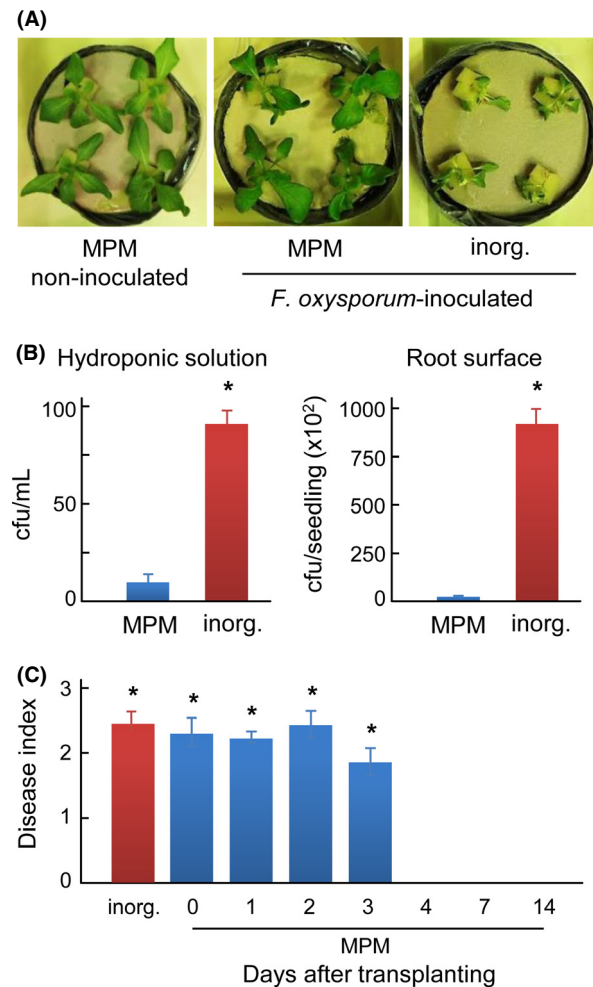 (A)
MPM
non-inoculated
MPM
inorg.
F. oxysporum-inoculated
(B)
Hydroponic solution
Root surface
*
*
100
50
0
cfu/mL
MPM
inorg.
1000
750
500
250
0
cfu/seedling (x10²)
MPM
inorg.
(C)
3
2
1
0
Disease index
* * * * *
inorg. 0 1 2 3 4 7 14
MPM
Days after transplanting